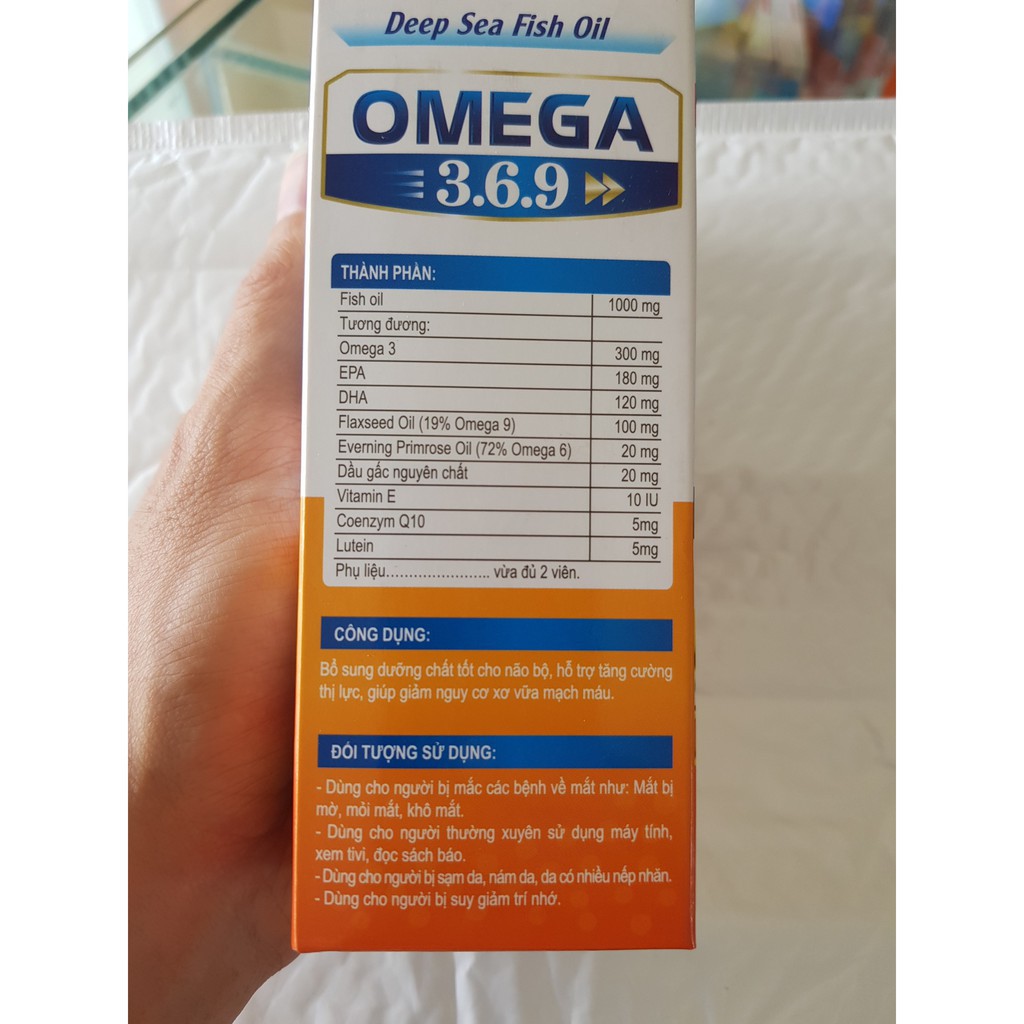 Deep Sea Fish Oil
OMEGA
3.6.9
THÀNH PHẦN:
Fish oil 1000 mg
Tương đương:
Omega 3 300 mg
EPA 180 mg
DHA 120 mg
Flaxseed Oil (19% Omega 9) 100 mg
Everning Primrose Oil (72% Omega 6) 20 mg
Dầu gấc nguyên chất 20 mg
Vitamin E 10 IU
Coenzym Q10 5mg
Lutein 5mg
Phụ liệu....................... vừa đủ 2 viên.
CÔNG DỤNG:
Bổ sung dưỡng chất tốt cho não bộ, hỗ trợ tăng cường
thị lực, giúp giảm nguy cơ xơ vữa mạch máu.
ĐỐI TƯỢNG SỬ DỤNG:
- Dùng cho người bị mắc các bệnh về mắt như: Mắt bị
mờ, mỏi mắt, khô mắt.
- Dùng cho người thường xuyên sử dụng máy tính,
xem tivi, đọc sách báo.
- Dùng cho người bị sạm da, nám da, da có nhiều nếp nhăn.
- Dùng cho người bị suy giảm trí nhớ.